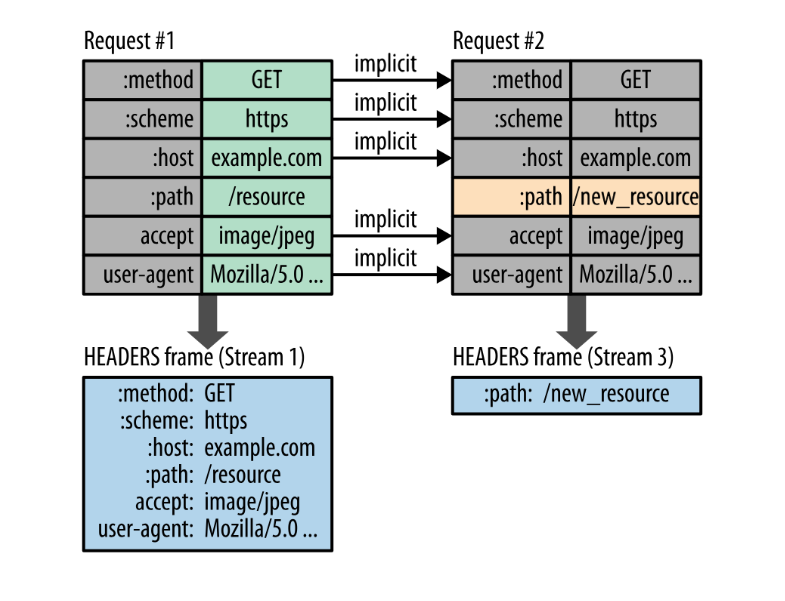 Request #1
:method GET
:scheme https
:host example.com
:path /resource
accept image/jpeg
user-agent Mozilla/5.0 ...
implicit
implicit
implicit
implicit
implicit
Request #2
:method GET
:scheme https
:host example.com
:path /new_resource
accept image/jpeg
user-agent Mozilla/5.0 ...
HEADERS frame (Stream 1)
:method: GET
:scheme: https
:host: example.com
:path: /resource
accept: image/jpeg
user-agent: Mozilla/5.0 ...
HEADERS frame (Stream 3)
:path: /new_resource